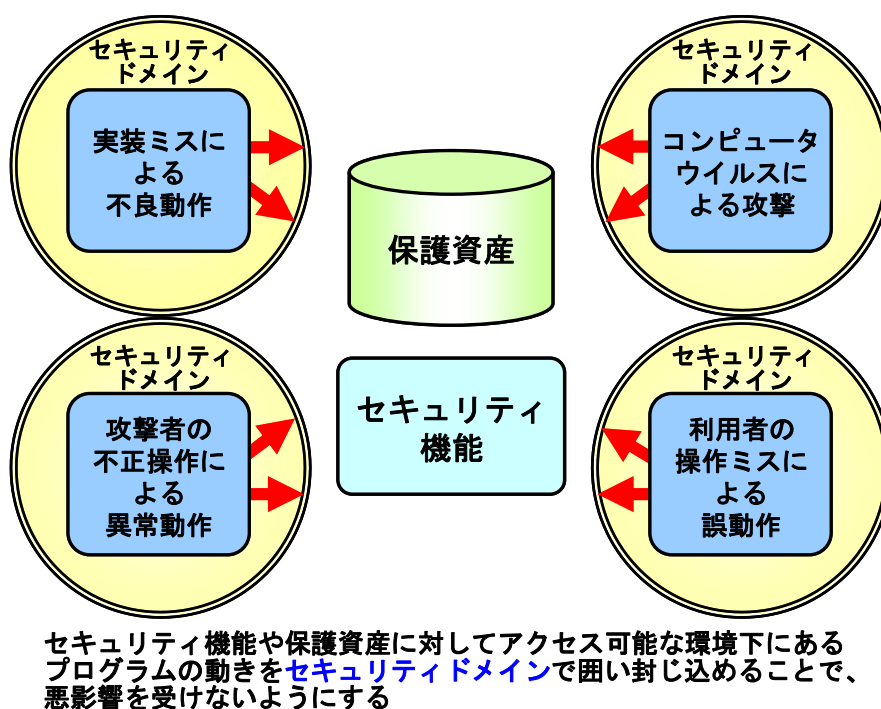 セキュリティ
ドメイン
実装ミスに
よる
不良動作
セキュリティ
ドメイン
コンピュータ
ウイルスに
よる攻撃
保護資産
セキュリティ
ドメイン
攻撃者の
不正操作に
よる
異常動作
セキュリティ
機能
セキュリティ
ドメイン
利用者の
操作ミスに
よる
誤動作
セキュリティ機能や保護資産に対してアクセス可能な環境下にある
プログラムの動きをセキュリティドメインで囲い封じ込めることで、
悪影響を受けないようにする